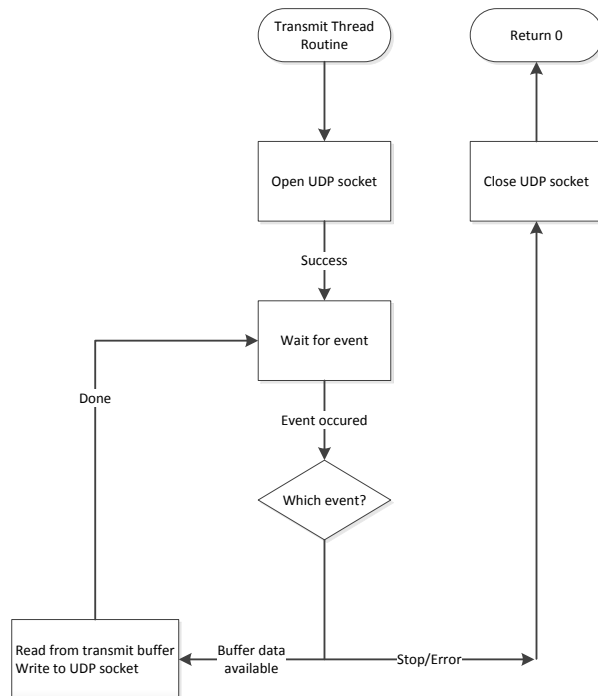 Transmit Thread
Routine
Return 0
Open UDP socket
Close UDP socket
Success
Wait for event
Done
Event occured
Which event?
Read from transmit buffer
Write to UDP socket
Buffer data
available
Stop/Error